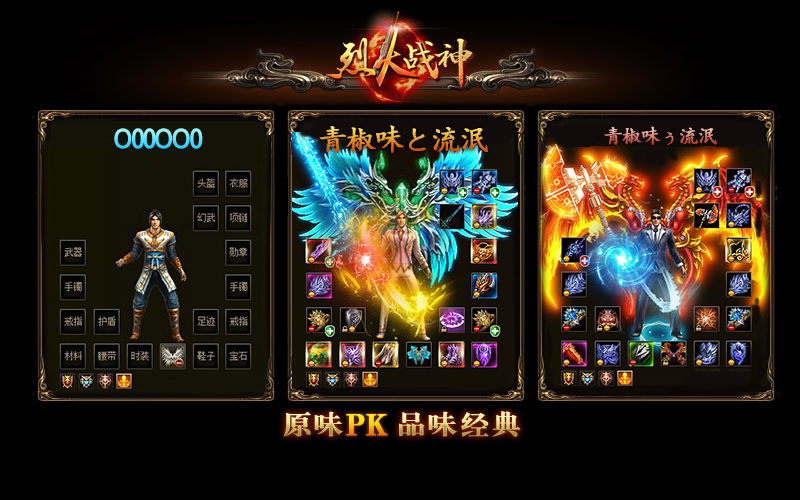 烈火战神
OOOOOO
青椒味と流泯
青椒味ぅ流泯
头盔 衣服
幻武 项链
武器 勋章
手镯 手镯
戒指 护盾 足迹 戒指
材料 腰带 时装 鞋子 宝石
原味PK 品味经典